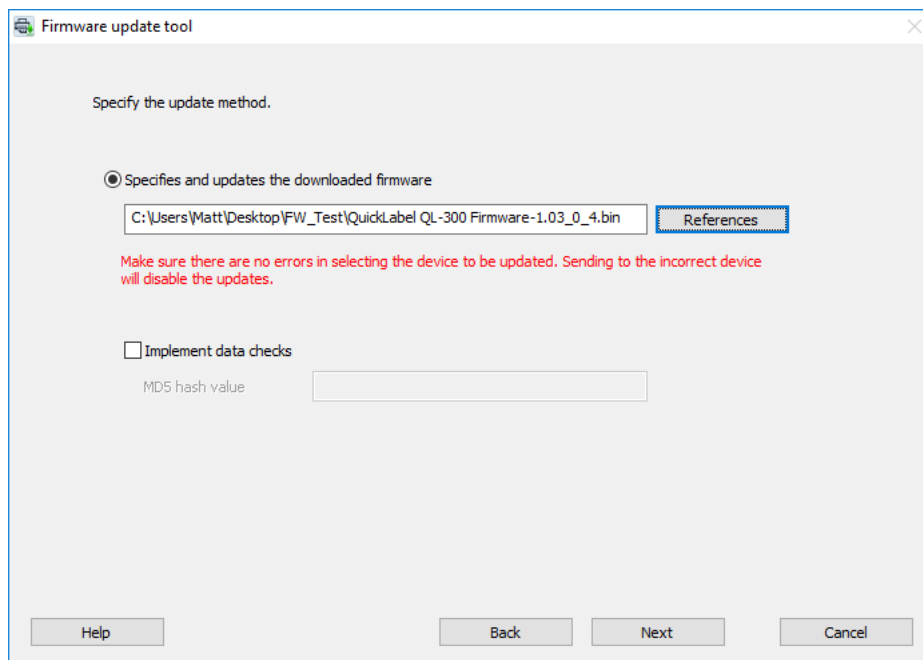 Firmware update tool
Specify the update method.
Specifies and updates the downloaded firmware
C:\Users\Matt\Desktop\FW_Test\QuickLabel QL-300 Firmware-1.03_0_4.bin
References
Make sure there are no errors in selecting the device to be updated. Sending to the incorrect device
will disable the updates.
Implement data checks
MD5 hash value
Help
Back
Next
Cancel